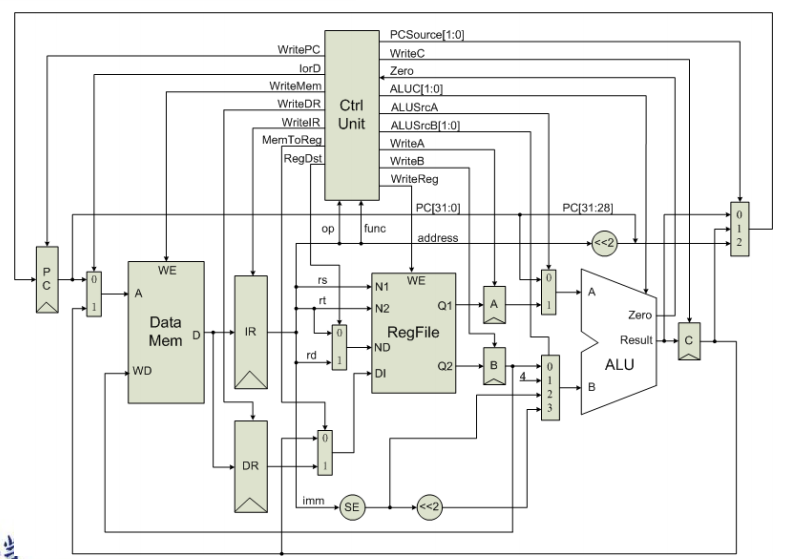 PCSource[1:0]
WritePC
WriteC
IorD
Zero
WriteMem
ALUC[1:0]
WriteDR
Ctrl
Unit
ALUSrcA
WriteIR
ALUSrcB[1:0]
MemToReg
WriteA
RegDst
WriteB
WriteReg
PC[31:0]
PC[31:28]
op
func
address
<<2
0
1
2
P
C
0
1
WE
A
Data
Mem
D
WD
IR
rs
rt
rd
0
1
WE
N1
N2
RegFile
ND
DI
Q1
Q2
A
B
0
1
4
0
1
2
3
A
B
Zero
Result
ALU
C
DR
0
1
imm
SE
<<2